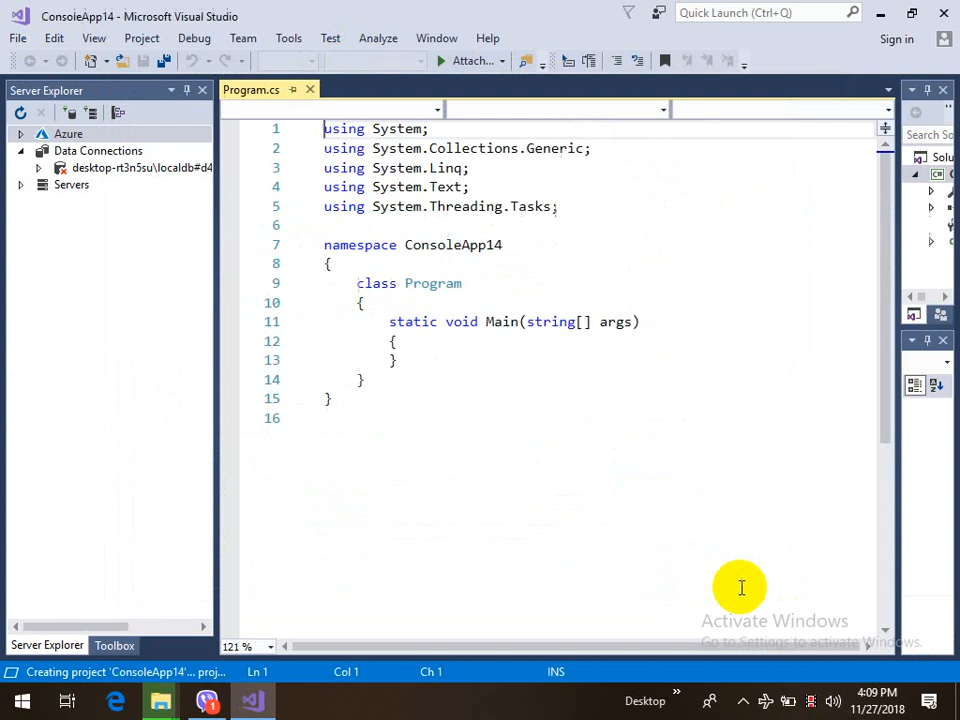 ConsoleApp14 - Microsoft Visual Studio
Quick Launch (Ctrl+Q)
File Edit View Project Debug Team Tools Test Analyze Window Help
Sign in
Attach...
Server Explorer
Program.cs
Azure
Data Connections
desktop-rt3n5su\localdb#d4
Servers
Search
Solu
1 using System;
2 using System.Collections.Generic;
3 using System.Linq;
4 using System.Text;
5 using System.Threading.Tasks;
6
7 namespace ConsoleApp14
8 {
9 class Program
10 {
11 static void Main(string[] args)
12 {
13 }
14 }
15 }
16
Activate Windows
Go to Settings to activate Windows.
Server Explorer Toolbox
121 %
Creating project 'ConsoleApp14'... proj...
Ln 1 Col 1 Ch 1 INS
Desktop
4:09 PM
11/27/2018